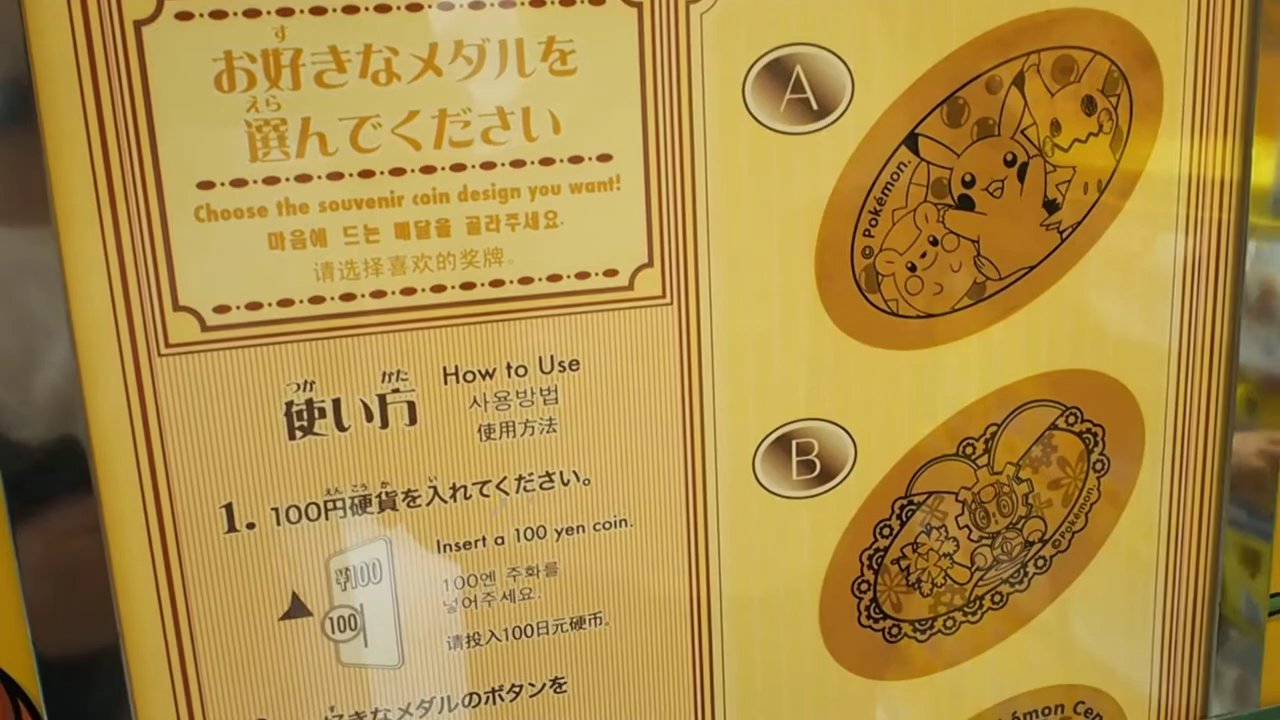 お好きなメダルを
す
選んでください
えら
Choose the souvenir coin design you want!
마음에 드는 메달을 골라주세요.
请选择喜欢的奖牌。
使い方
つか かた
How to Use
사용방법
使用方法
1. 100円硬貨を入れてください。
えん こう か い
Insert a 100 yen coin.
100엔 주화를
넣어주세요.
请投入100日元硬币。
¥100
100
好きなメダルのボタンを
す
A
© Pokémon.
B
© Pokémon.
Pokémon Cen